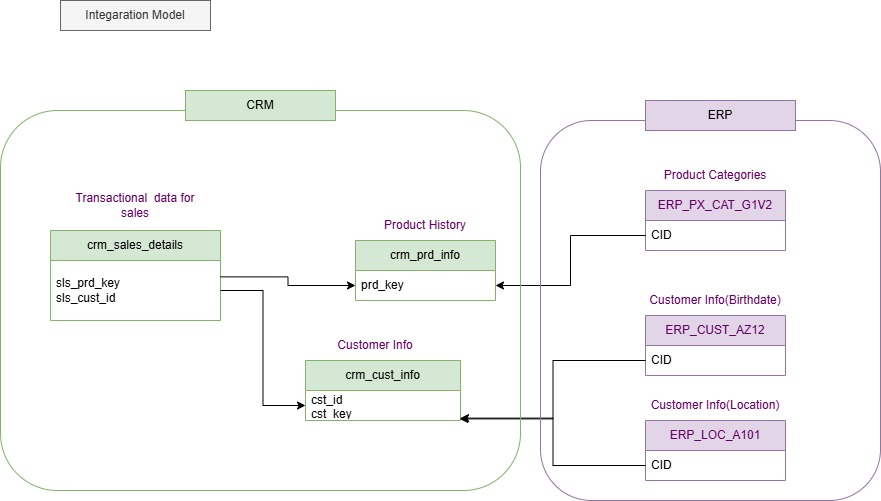 Integaration Model
CRM
ERP
Transactional data for
sales
crm_sales_details
sls_prd_key
sls_cust_id
Product History
crm_prd_info
prd_key
Customer Info
crm_cust_info
cst_id
cst_key
Product Categories
ERP_PX_CAT_G1V2
CID
Customer Info(Birthdate)
ERP_CUST_AZ12
CID
Customer Info(Location)
ERP_LOC_A101
CID